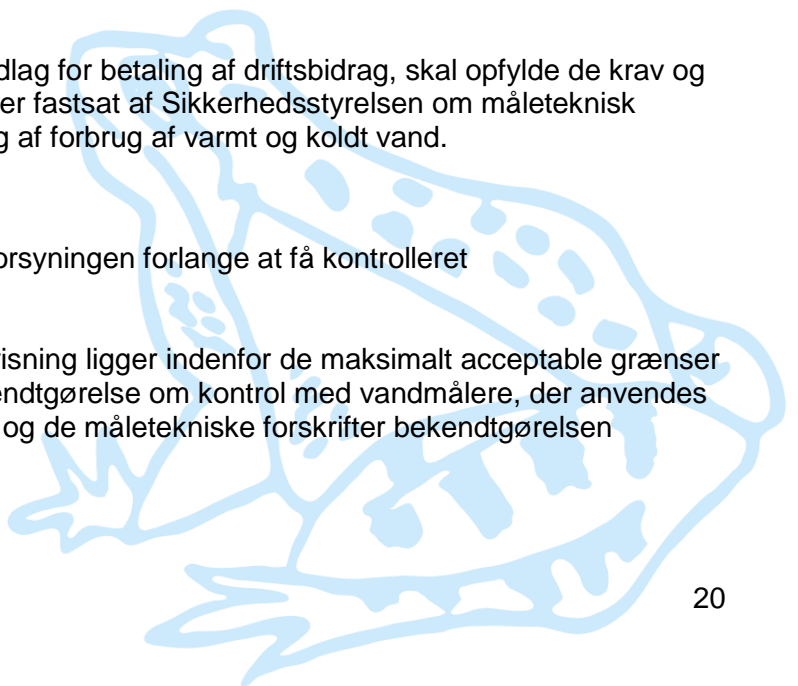 dlag for betaling af driftsbidrag, skal opfylde de krav og
er fastsat af Sikkerhedsstyrelsen om måleteknisk
g af forbrug af varmt og koldt vand.
orsyningen forlange at få kontrolleret
risning ligger indenfor de maksimalt acceptable grænser
endtgørelse om kontrol med vandmålere, der anvendes
og de måletekniske forskrifter bekendtgørelsen
20